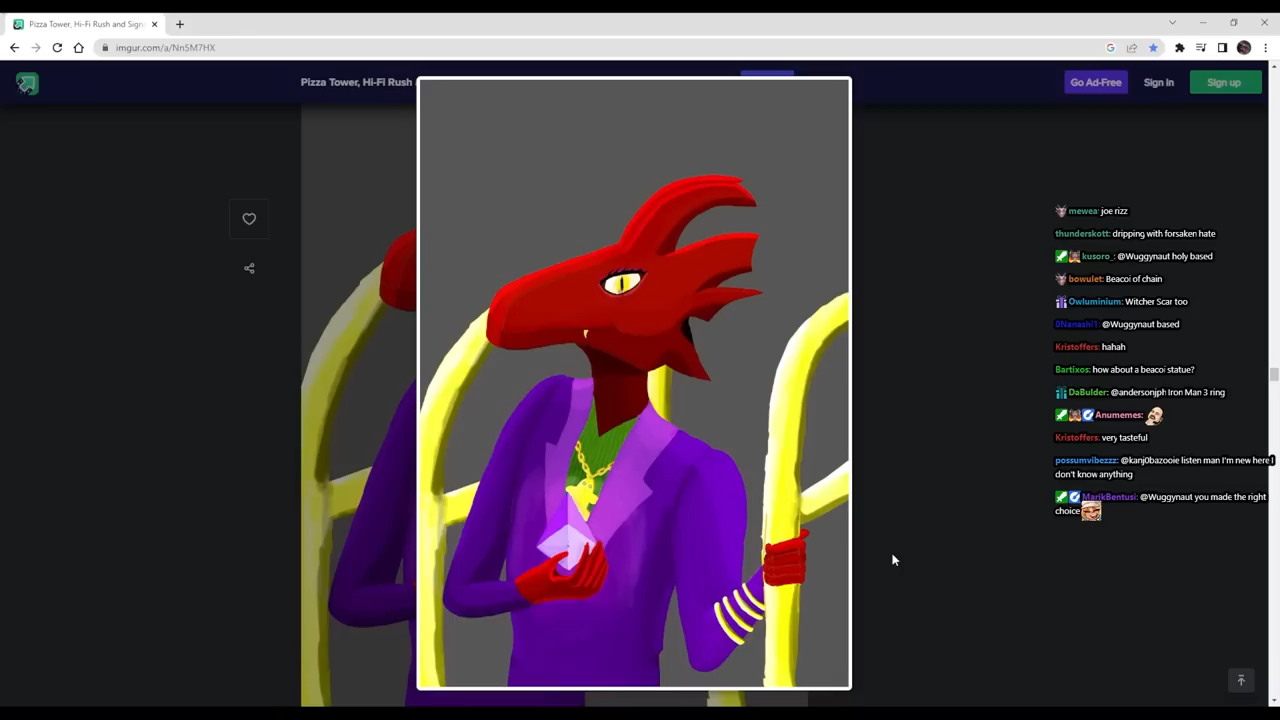 Pizza Tower, Hi-Fi Rush and Sign
imgur.com/a/Nn5M7HX
Pizza Tower, Hi-Fi Rush
Go Ad-Free
Sign in
Sign up
mewea: joe rizz
thunderskott: dripping with forsaken hate
kusoro_: @Wuggynaut holy based
bowulet: Beacoi of chain
Owluminium: Witcher Scar too
0Nanashi1: @Wuggynaut based
Kristoffers: hahah
Bartixos: how about a beacoi statue?
DaBulder: @andersonjph Iron Man 3 ring
Anumemes:
Kristoffers: very tasteful
possumvibezzz: @kanj0bazooie listen man I'm new here I
don't know anything
MarikBentusi: @Wuggynaut you made the right
choice